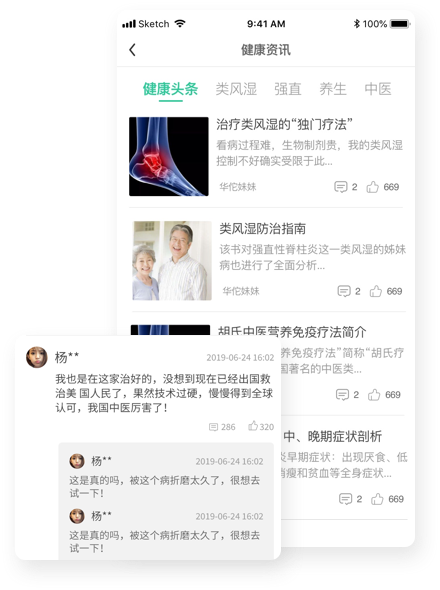 Sketch
9:41 AM
100%
健康资讯
健康头条 类风湿 强直 养生 中医
治疗类风湿的“独门疗法”
看病过程难，生物制剂贵，我的类风湿
控制不好确实受限于此...
华佗妹妹 2 669
类风湿防治指南
该书对强直性脊柱炎这一类风湿的姊妹
病也进行了全面分析...
华佗妹妹 2 669
胡氏中医营养免疫疗法简介
养免疫疗法”简称“胡氏疗
国著名的中医类...
2 669
中、晚期症状剖析
炎早期症状：出现厌食、低
消瘦和贫血等全身症状...
2 669
杨** 2019-06-24 16:02
我也是在这家治好的，没想到现在已经出国救
治美 国人民了，果然技术过硬，慢慢得到全球
认可，我国中医厉害了！
286 320
杨** 2019-06-24 16:02
这是真的吗，被这个病折磨太久了，很想去
试一下！
杨** 2019-06-24 16:02
这是真的吗，被这个病折磨太久了，很想去
试一下！